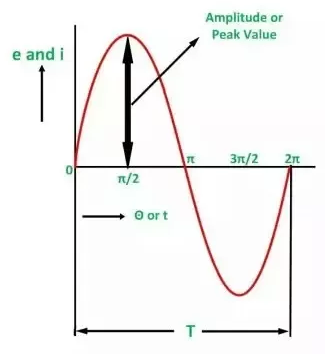 Amplitude or
Peak Value
e and i
0
π/2
π
3π/2
2π
Θ or t
T